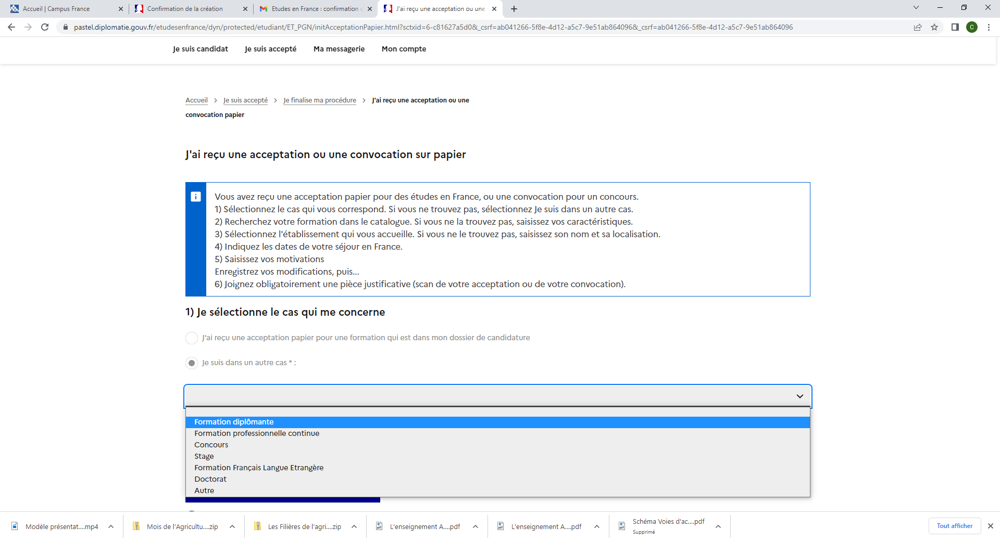 Accueil | Campus France
Confirmation de la création
Etudes en France : confirmation
J'ai reçu une acceptation ou une
pastel.diplomatie.gouv.fr/etudesenfrance/dyn/protected/etudiant/ET_PGN/initAcceptationPapier.html?sctxid=6-c81627a5d0&_csrf=ab041266-5f8e-4d12-a5c7-9e51ab864096&_csrf=ab041266-5f8e-4d12-a5c7-9e51ab864096
C
Je suis candidat
Je suis accepté
Ma messagerie
Mon compte
Accueil > Je suis accepté > Je finalise ma procédure > J'ai reçu une acceptation ou une
convocation papier
J'ai reçu une acceptation ou une convocation sur papier
Vous avez reçu une acceptation papier pour des études en France, ou une convocation pour un concours.
1) Sélectionnez le cas qui vous correspond. Si vous ne trouvez pas, sélectionnez Je suis dans un autre cas.
2) Recherchez votre formation dans le catalogue. Si vous ne la trouvez pas, saisissez vos caractéristiques.
3) Sélectionnez l'établissement qui vous accueille. Si vous ne le trouvez pas, saisissez son nom et sa localisation.
4) Indiquez les dates de votre séjour en France.
5) Saisissez vos motivations
Enregistrez vos modifications, puis...
6) Joignez obligatoirement une pièce justificative (scan de votre acceptation ou de votre convocation).
1) Je sélectionne le cas qui me concerne
J'ai reçu une acceptation papier pour une formation qui est dans mon dossier de candidature
Je suis dans un autre cas * :
Formation diplômante
Formation professionnelle continue
Concours
Stage
Formation Français Langue Etrangère
Doctorat
Autre
Modèle présentat....mp4
Mois de l'Agricultu....zip
Les Filières de l'agri....zip
L'enseignement A....pdf
L'enseignement A....pdf
Schéma Voies d'ac....pdf
Supprimé
Tout afficher